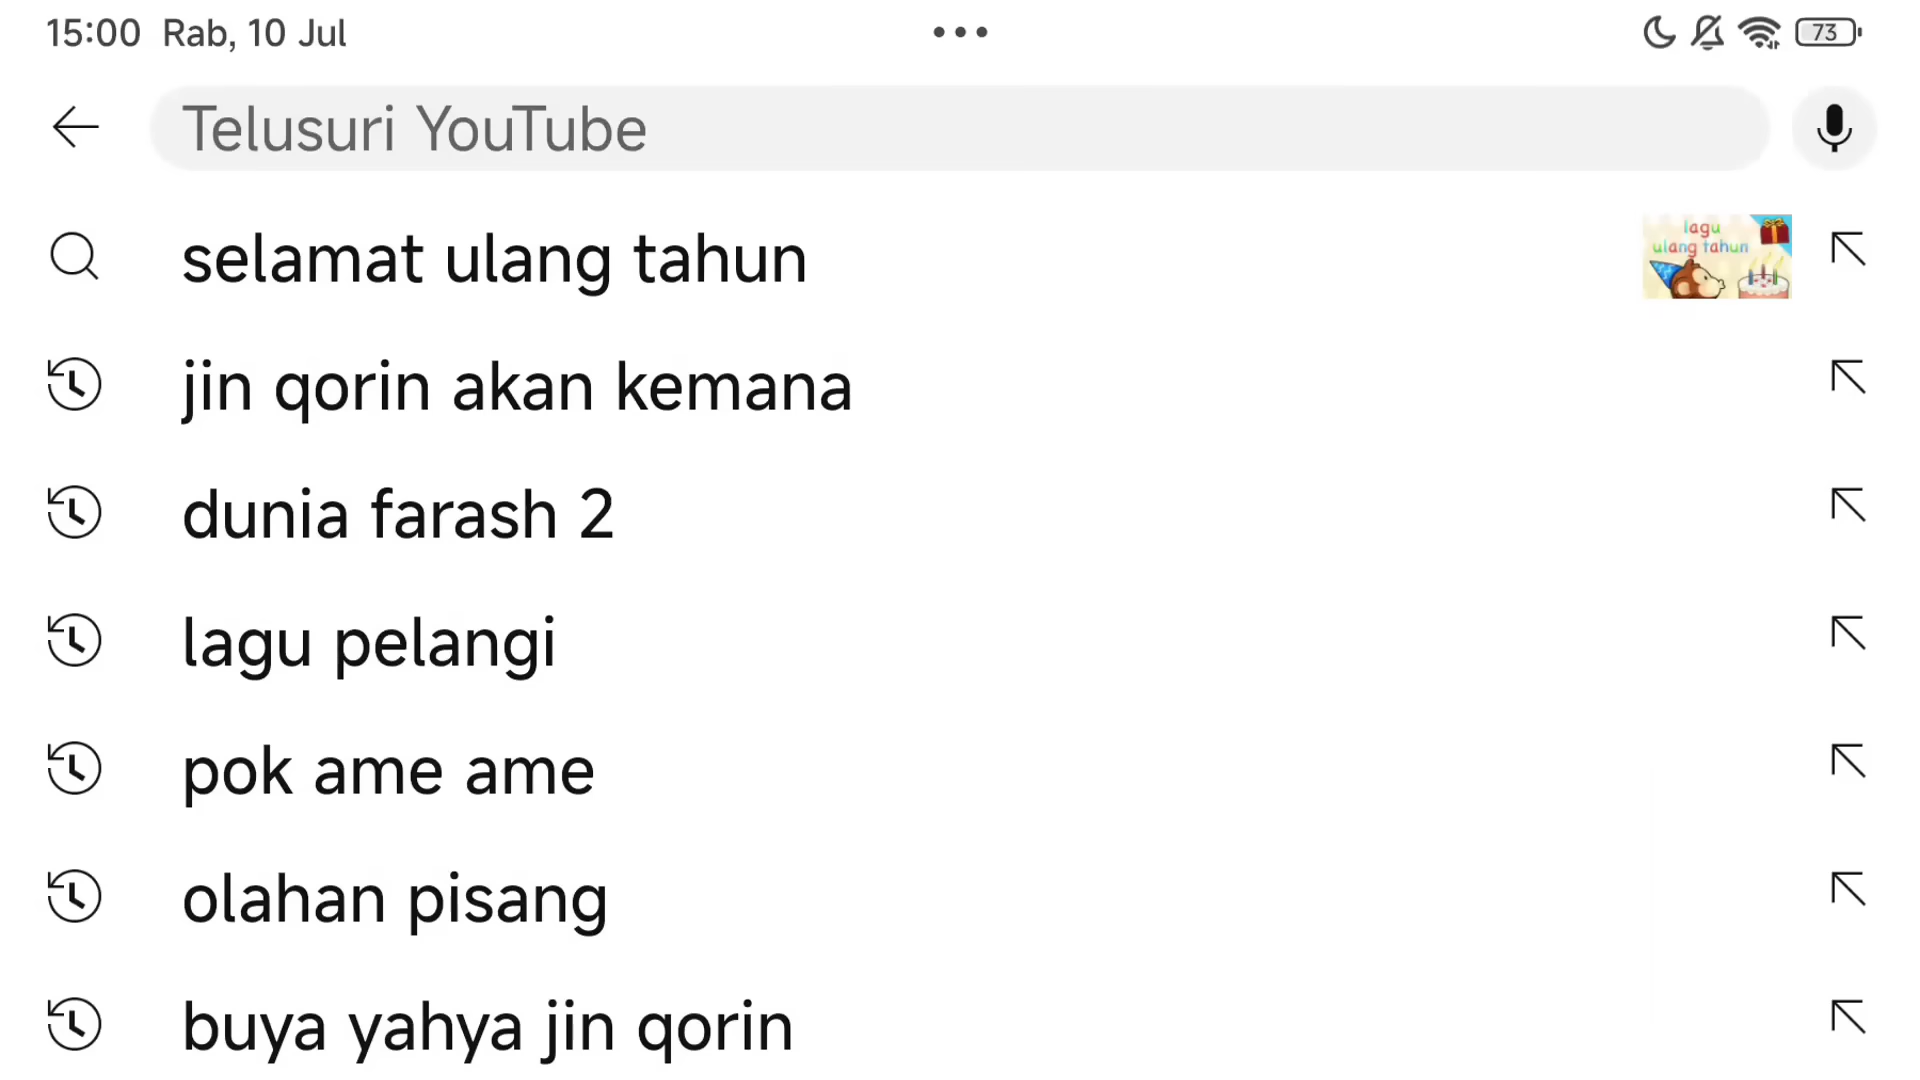 15:00 Rab, 10 Jul
73
Telusuri YouTube
selamat ulang tahun
lagu
ulang tahun
jin qorin akan kemana
dunia farash 2
lagu pelangi
pok ame ame
olahan pisang
buya yahya jin qorin